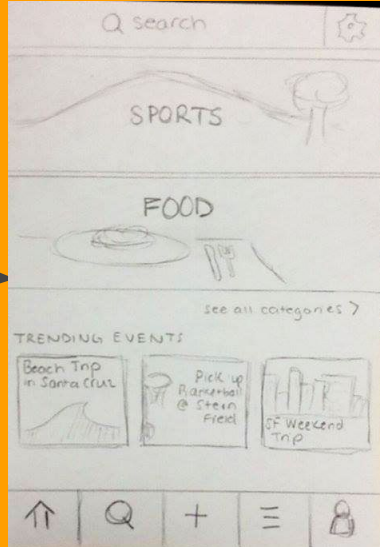 search
SPORTS
FOOD
see all categories >
TRENDING EVENTS
Beach Trip
in Santa Cruz
Pick up
Basketball
@ Stern
Field
SF Weekend
Trip